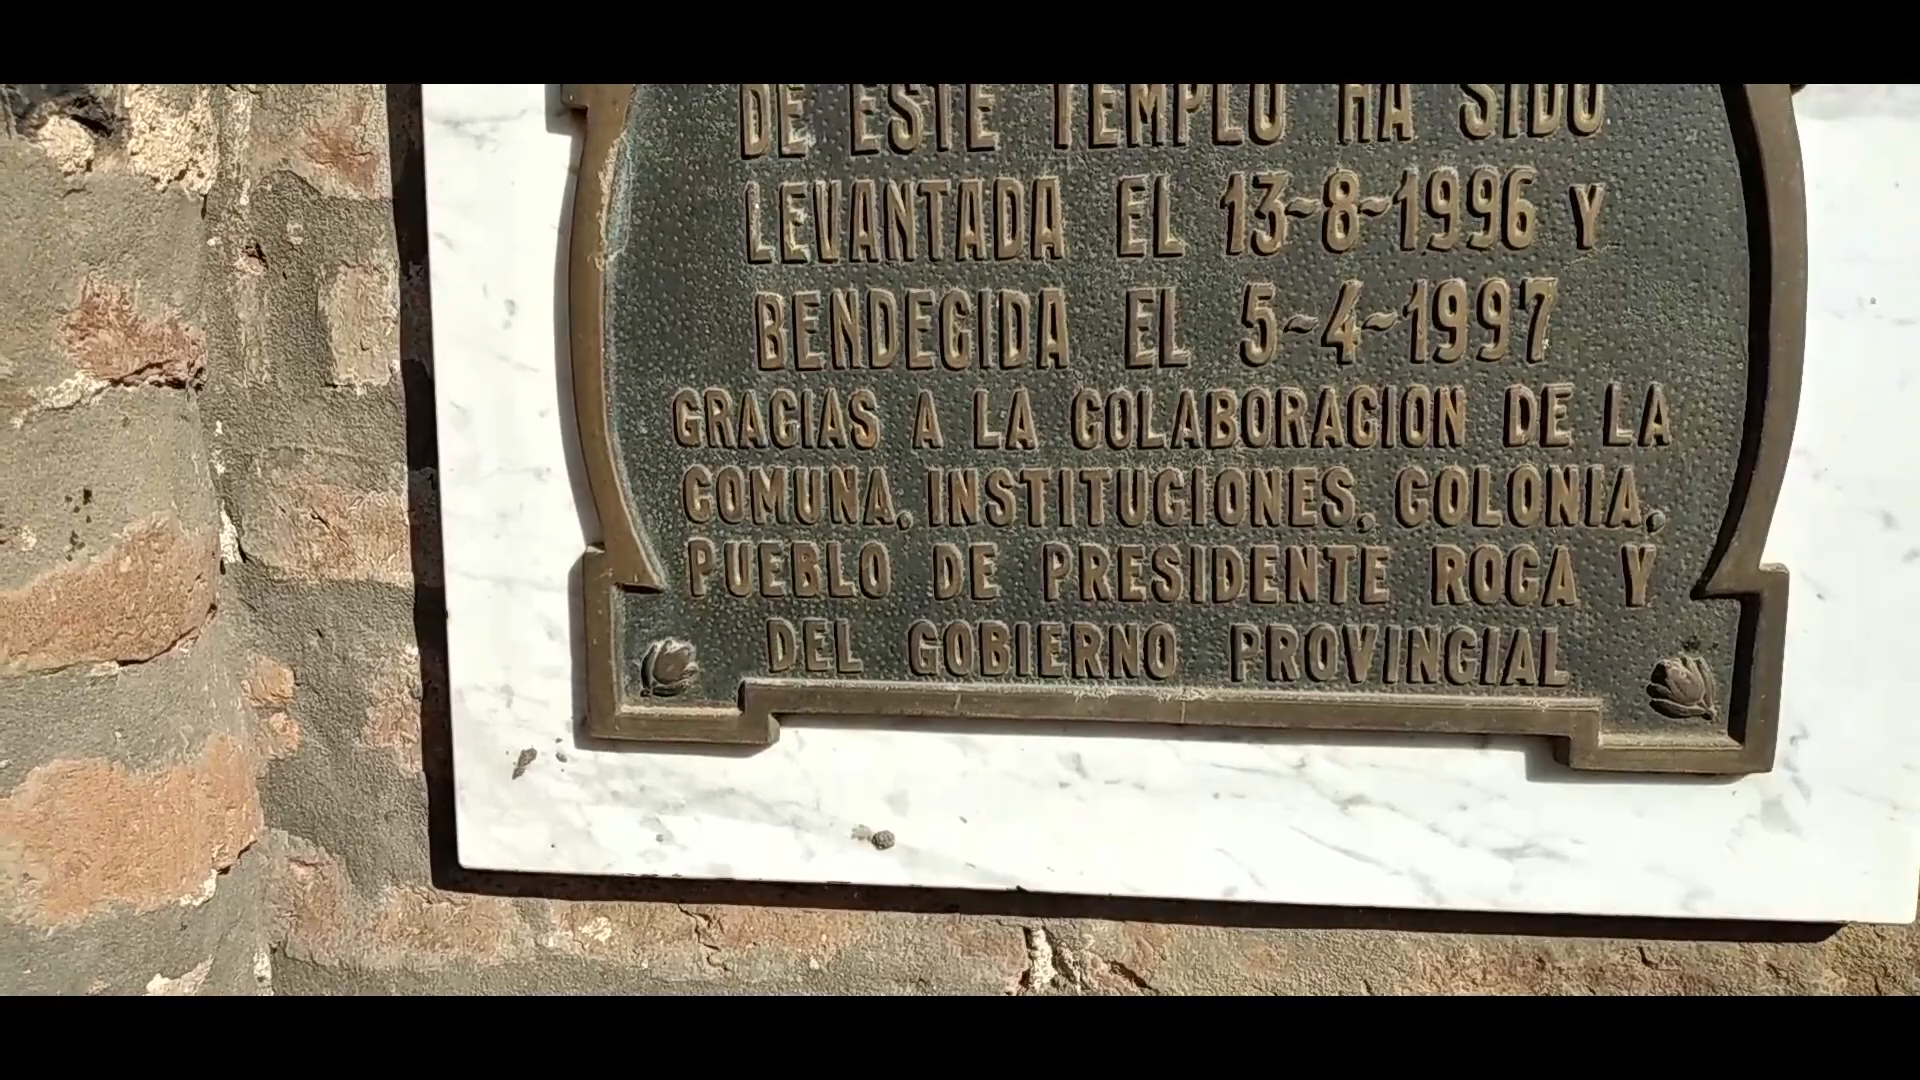 DE ESTE TEMPLO HA SIDO
LEVANTADA EL 13-8-1996 Y
BENDECIDA EL 5-4-1997
GRACIAS A LA COLABORACION DE LA
COMUNA, INSTITUCIONES, COLONIA,
PUEBLO DE PRESIDENTE ROCA Y
DEL GOBIERNO PROVINCIAL